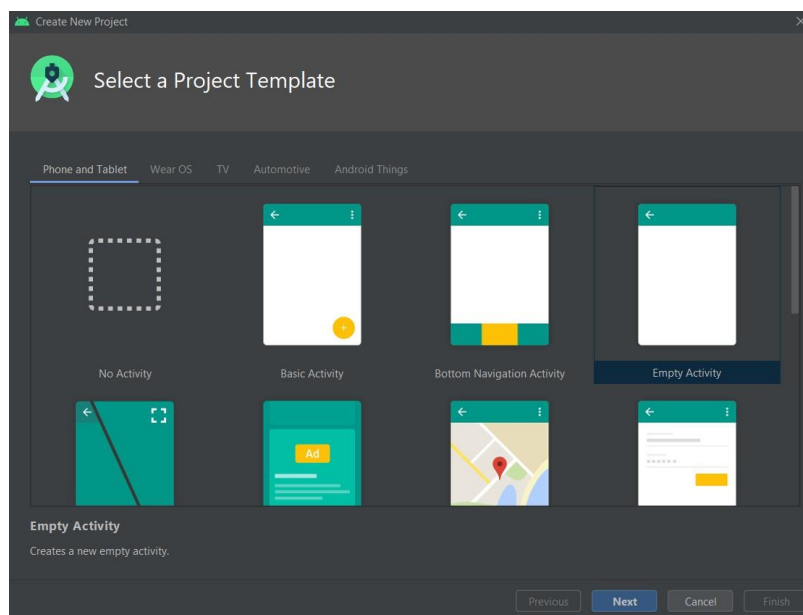 Create New Project
Select a Project Template
Phone and Tablet Wear OS TV Automotive Android Things
No Activity Basic Activity Bottom Navigation Activity Empty Activity
Ad
Empty Activity
Creates a new empty activity.
Previous Next Cancel Finish